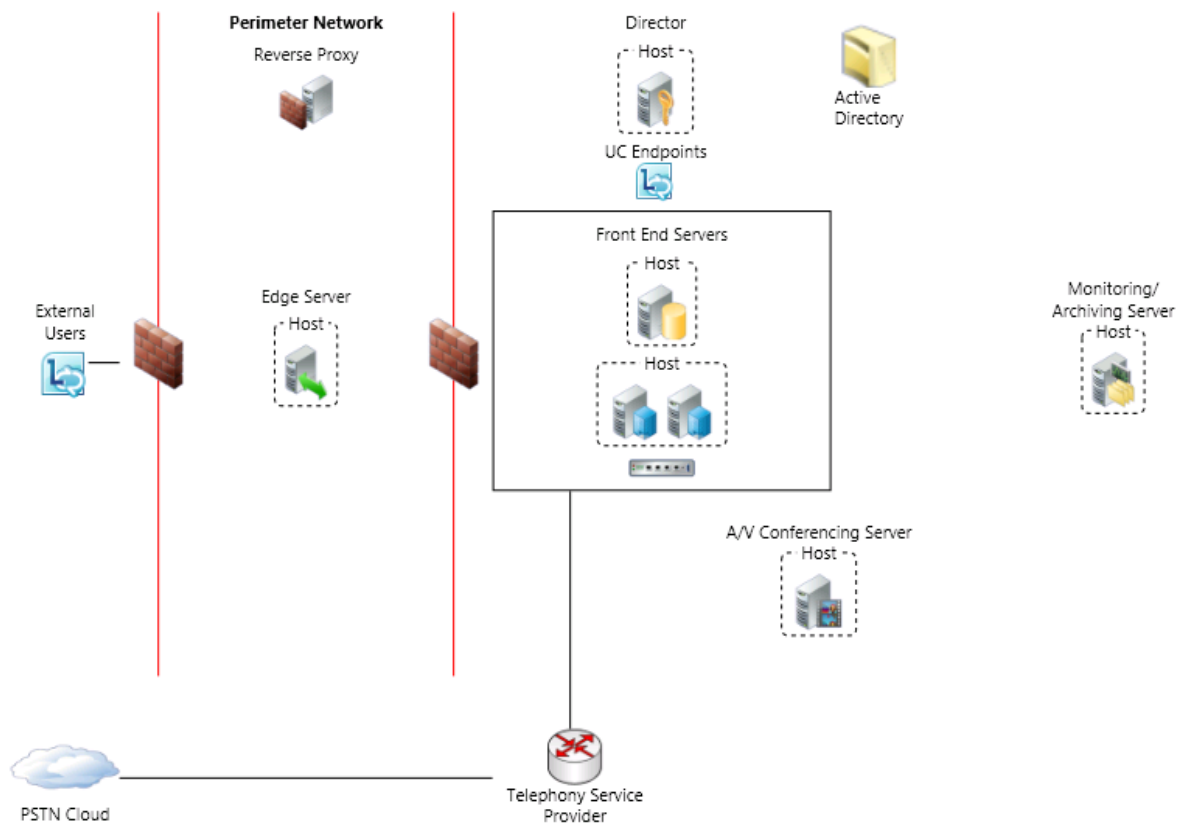 Perimeter Network
Reverse Proxy
Director
Host
Active
Directory
UC Endpoints
Front End Servers
Host
Host
External
Users
Edge Server
Host
Monitoring/
Archiving Server
Host
A/V Conferencing Server
Host
PSTN Cloud
Telephony Service
Provider